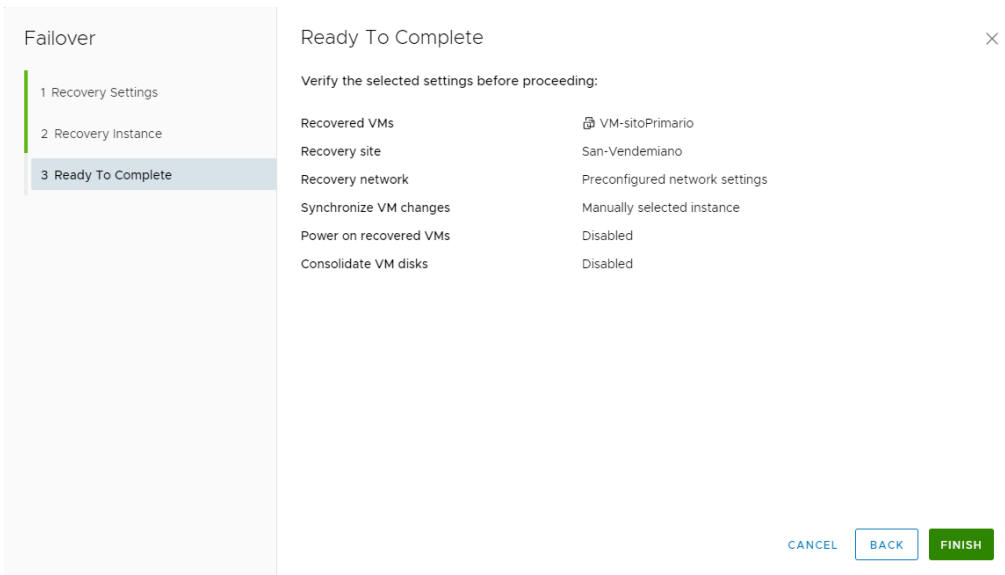 Failover
1 Recovery Settings
2 Recovery Instance
3 Ready To Complete
Ready To Complete
Verify the selected settings before proceeding:
Recovered VMs VM-sitoPrimario
Recovery site San-Vendemiano
Recovery network Preconfigured network settings
Synchronize VM changes Manually selected instance
Power on recovered VMs Disabled
Consolidate VM disks Disabled
CANCEL BACK FINISH